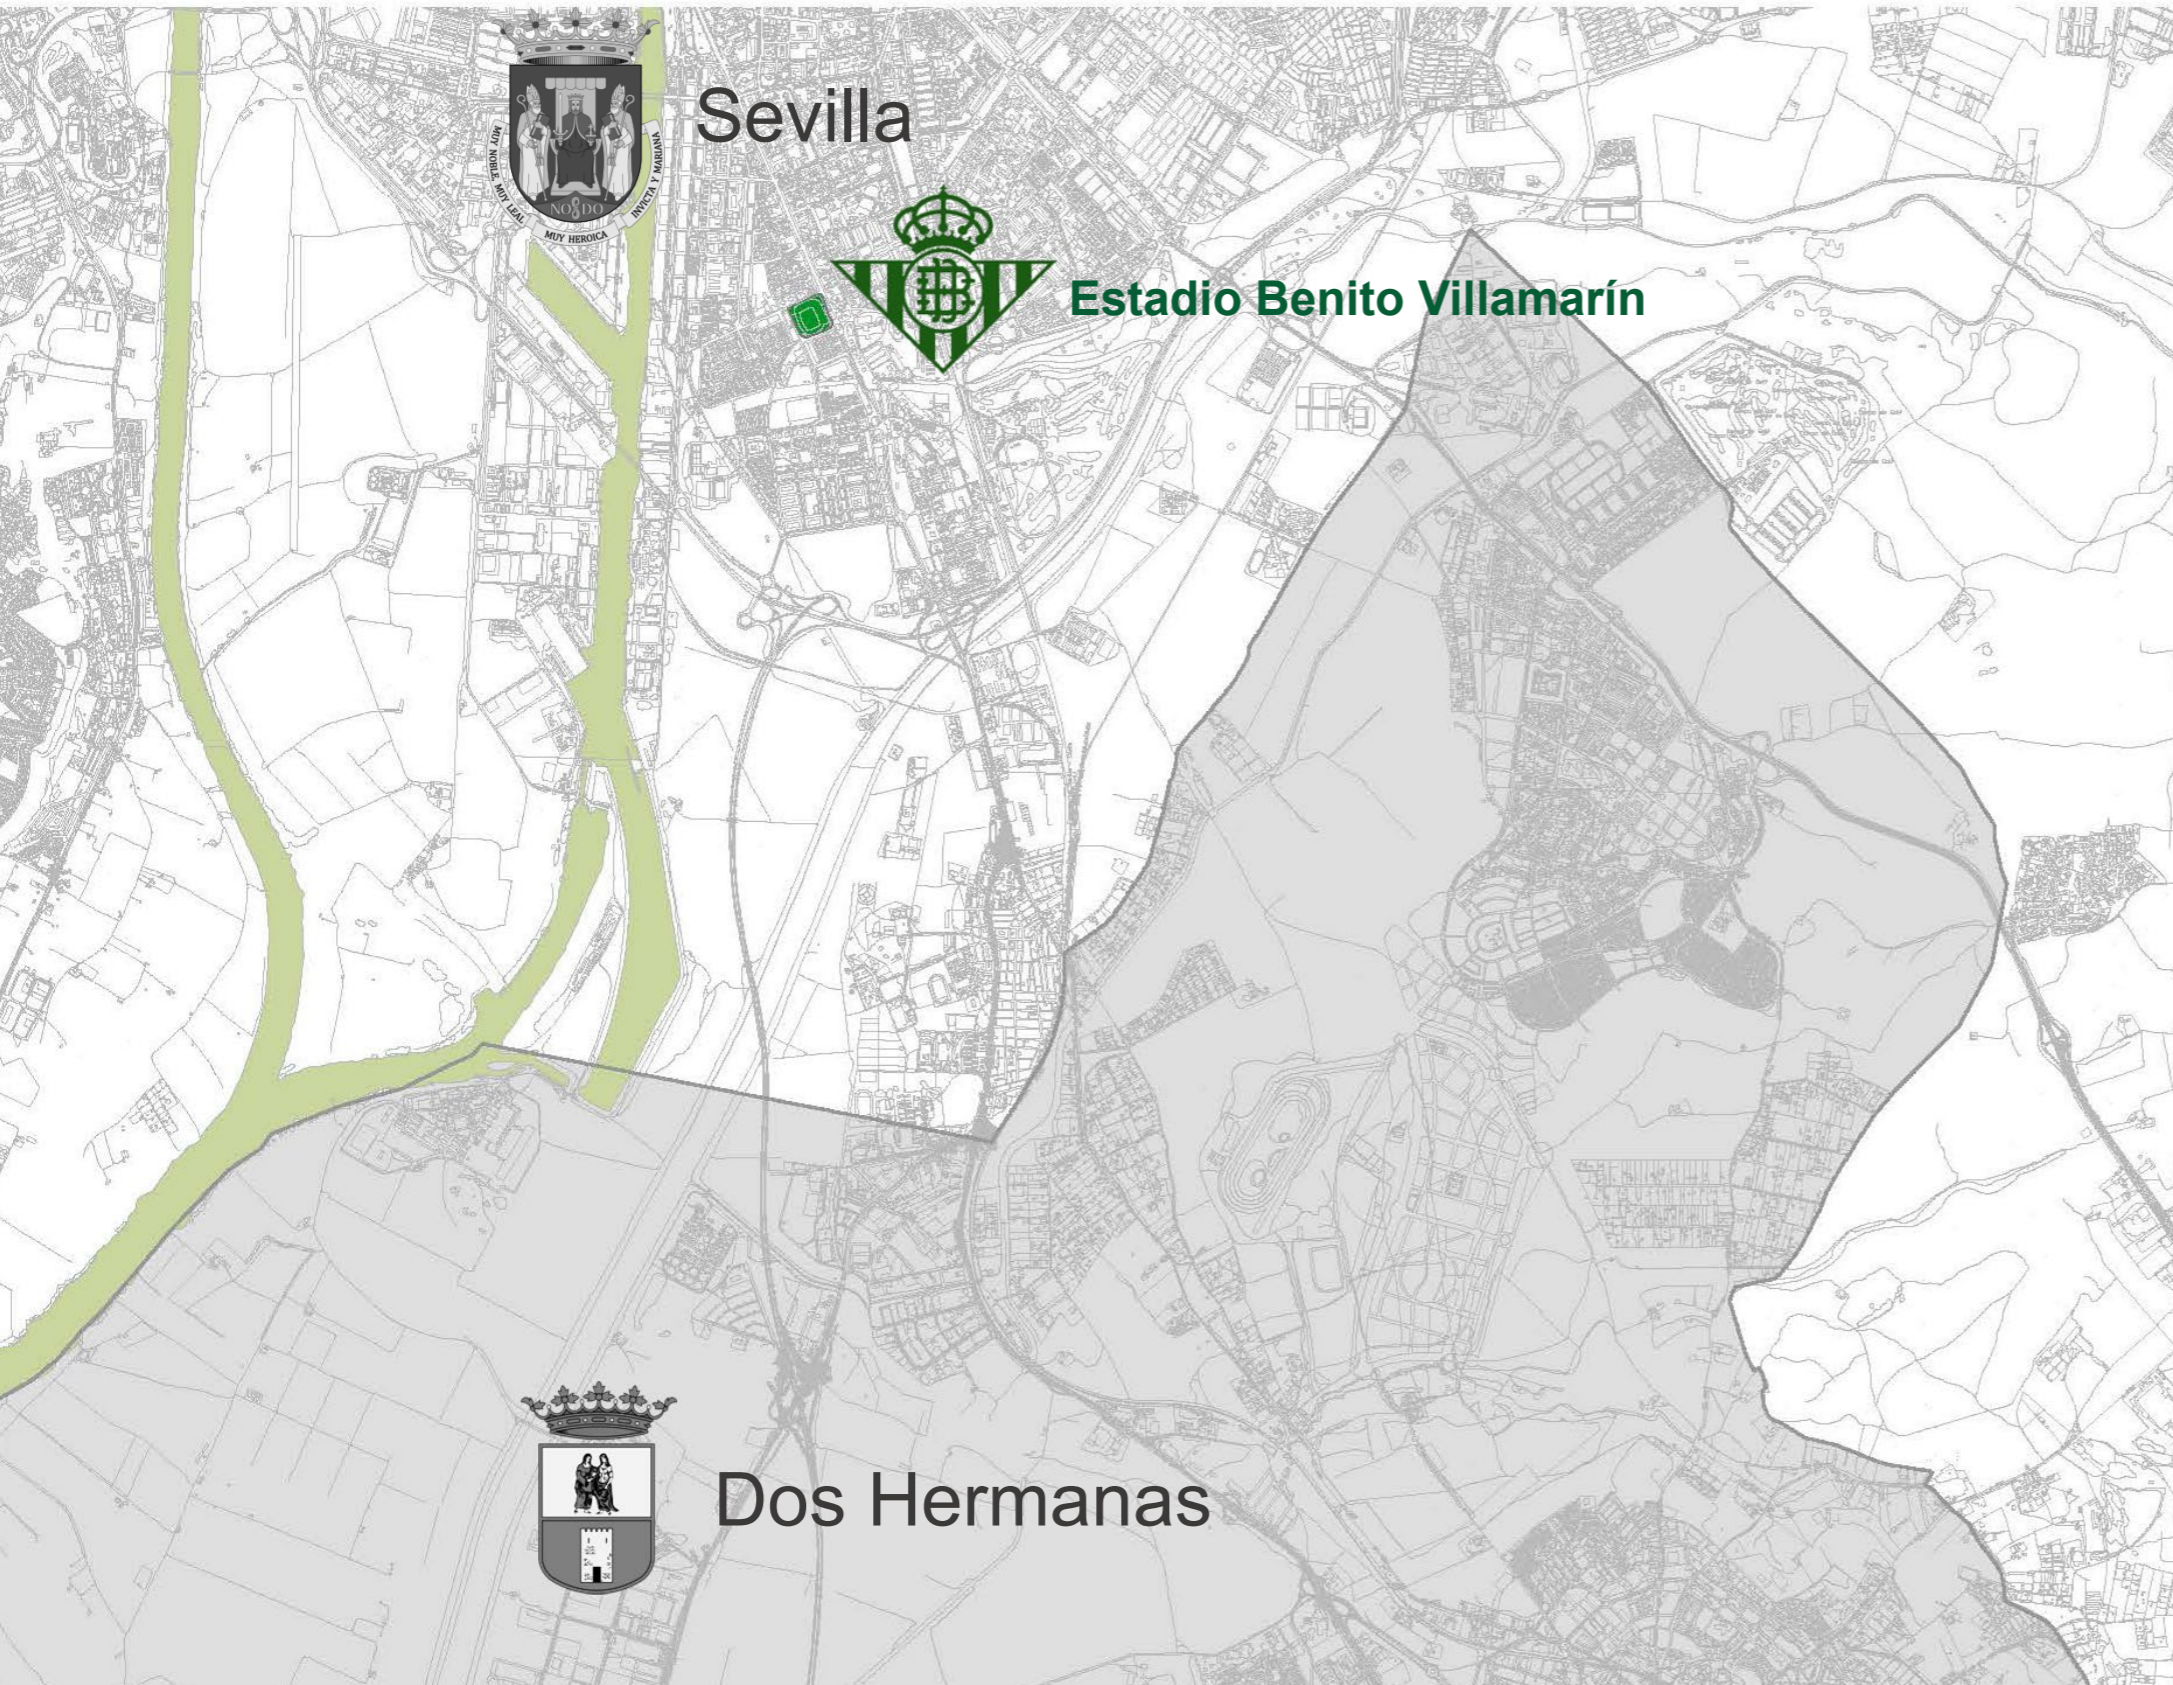 Sevilla
MUY NOBLE, MUY LEAL
MUY HEROICA
INVICTA Y MARIANA
NO8DO
Estadio Benito Villamarín
Dos Hermanas